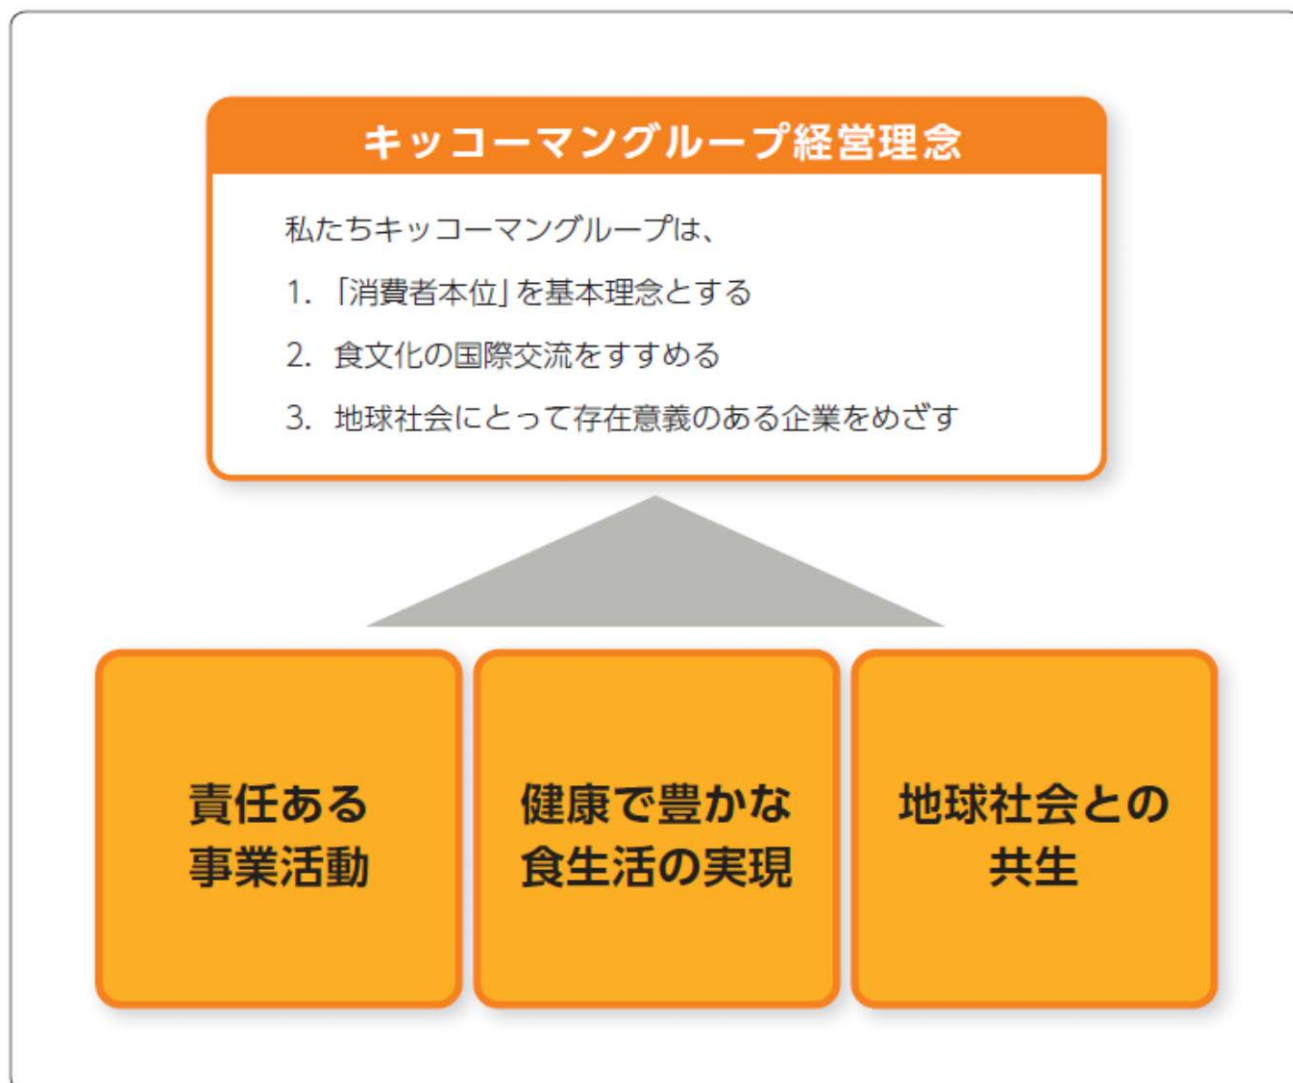 キッコーマングループ経営理念
私たちキッコーマングループは、
1. 「消費者本位」を基本理念とする
2. 食文化の国際交流をすすめる
3. 地球社会にとって存在意義のある企業をめざす
責任ある
事業活動
健康で豊かな
食生活の実現
地球社会との
共生